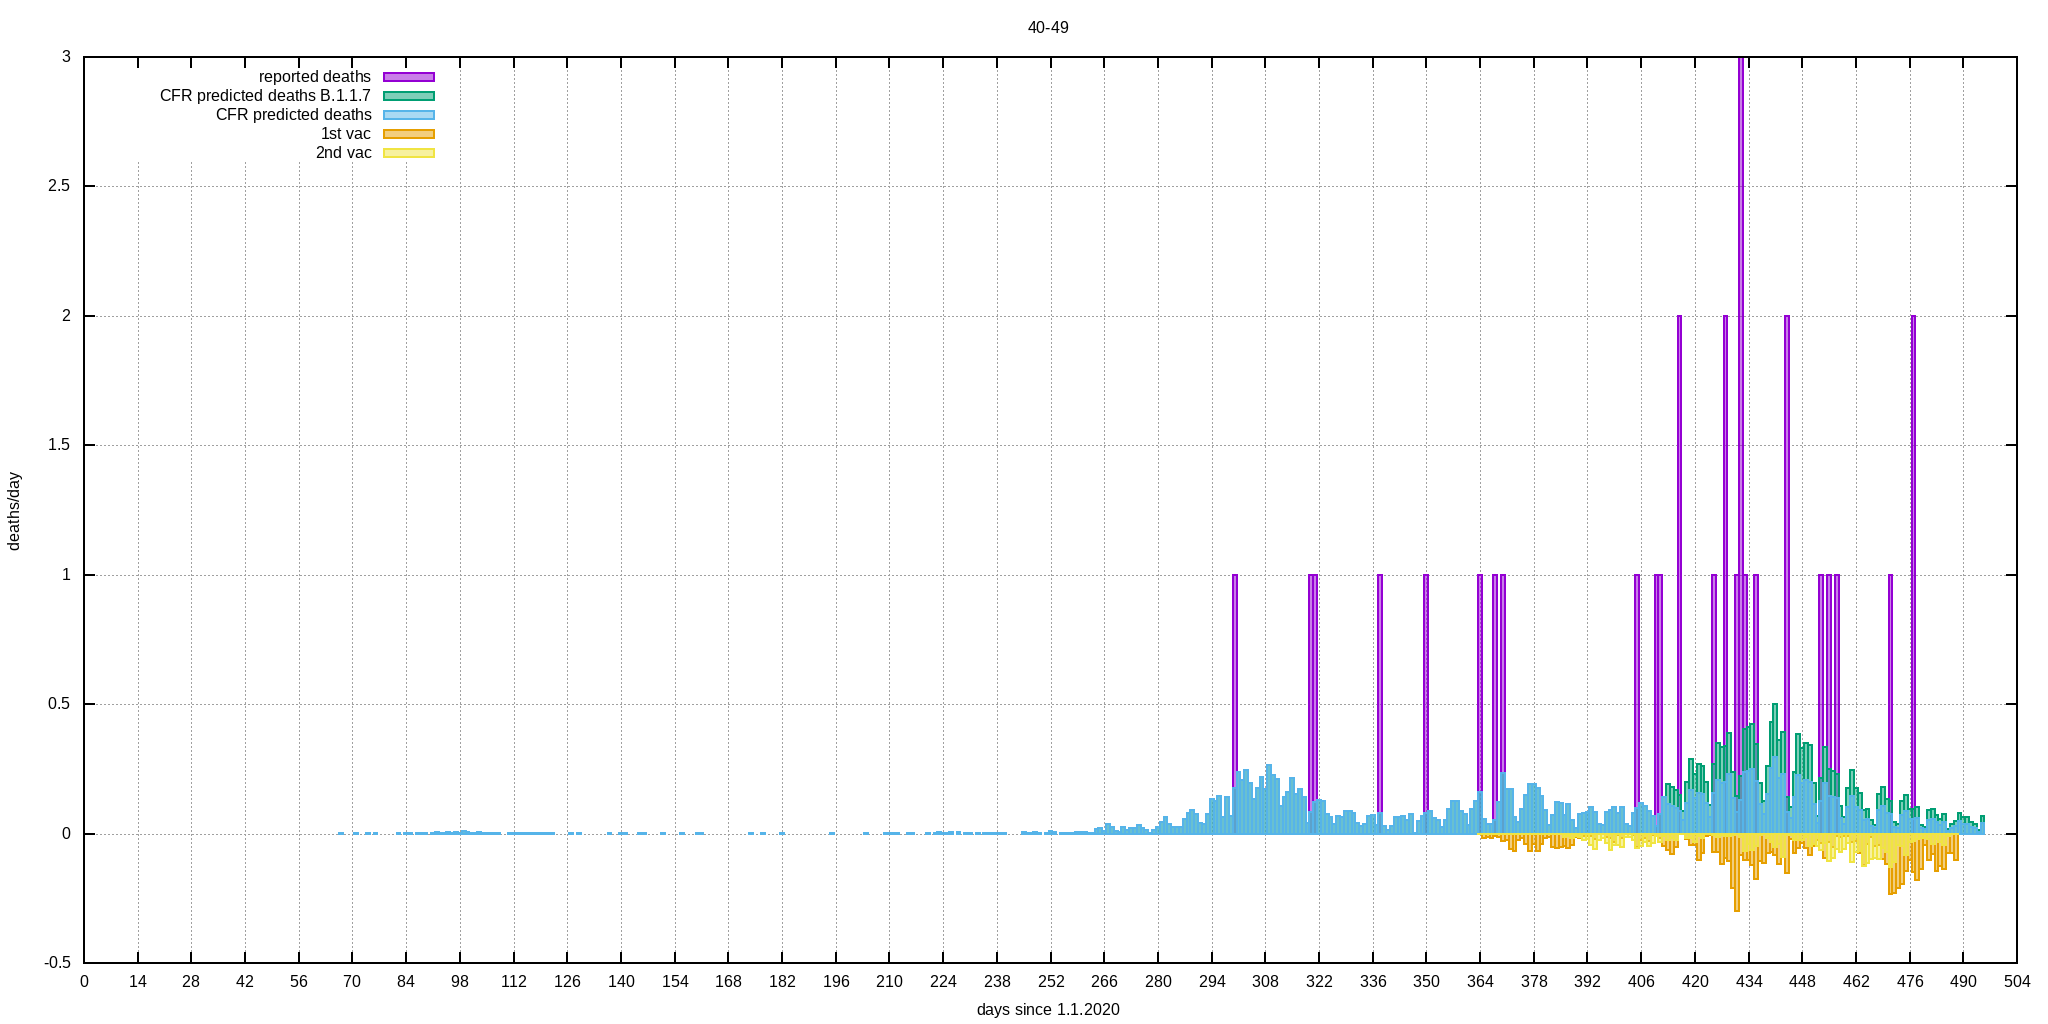 40-49
reported deaths
CFR predicted deaths B.1.1.7
CFR predicted deaths
1st vac
2nd vac
3
2.5
2
1.5
1
0.5
0
-0.5
deaths/day
0 14 28 42 56 70 84 98 112 126 140 154 168 182 196 210 224 238 252 266 280 294 308 322 336 350 364 378 392 406 420 434 448 462 476 490 504
days since 1.1.2020